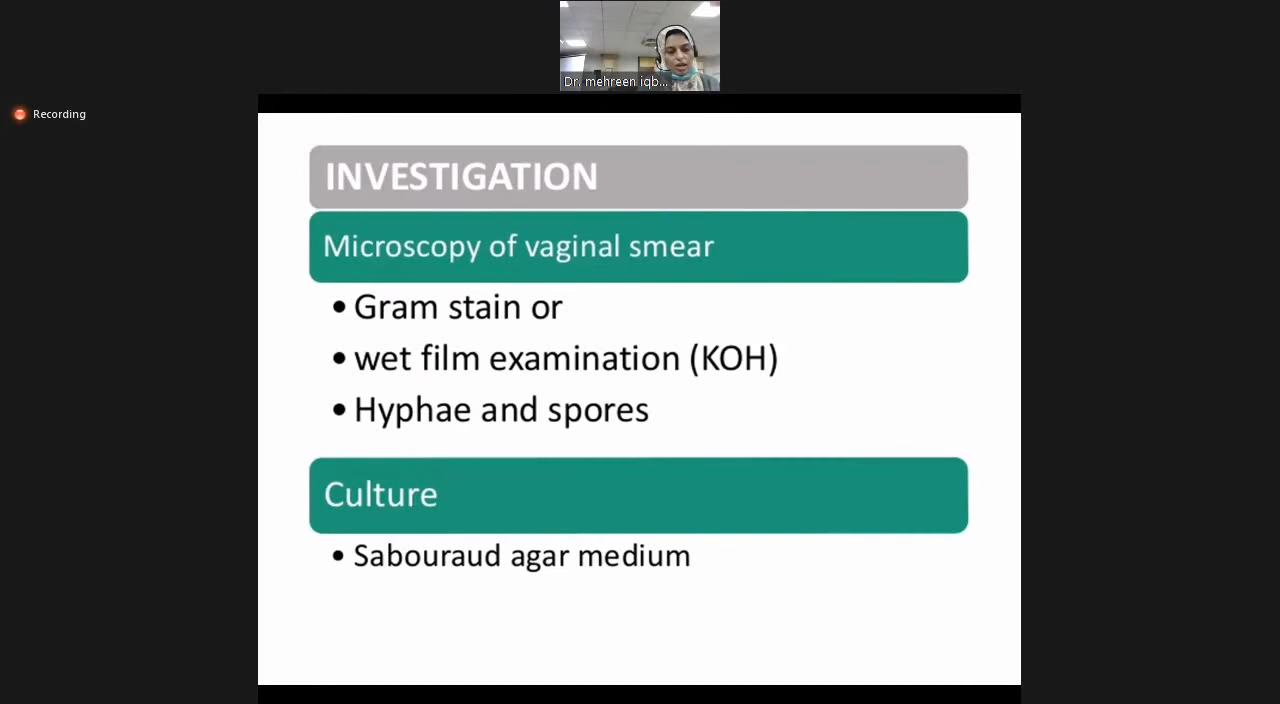 Dr. mehreen iqb...
Recording
INVESTIGATION
Microscopy of vaginal smear
• Gram stain or
• wet film examination (KOH)
• Hyphae and spores
Culture
• Sabouraud agar medium